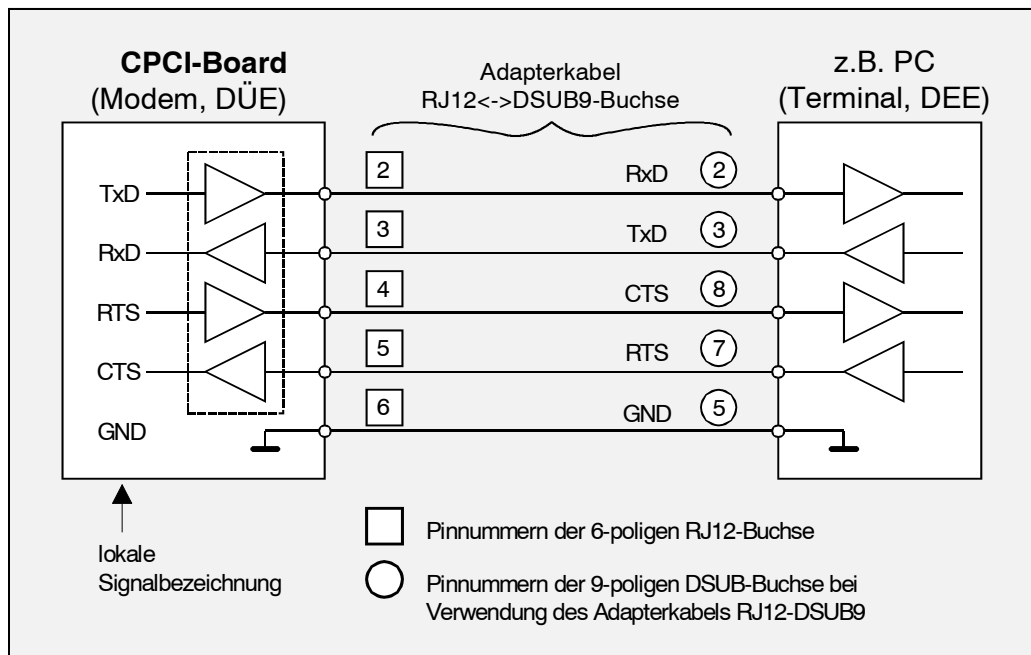 CPCI-Board
(Modem, DÜE)
Adapterkabel
RJ12<->DSUB9-Buchse
z.B. PC
(Terminal, DEE)
TxD
2
RxD
2
RxD
3
TxD
3
RTS
4
CTS
8
CTS
5
RTS
7
GND
6
GND
5
lokale
Signalbezeichnung
Pinnummern der 6-poligen RJ12-Buchse
Pinnummern der 9-poligen DSUB-Buchse bei
Verwendung des Adapterkabels RJ12-DSUB9